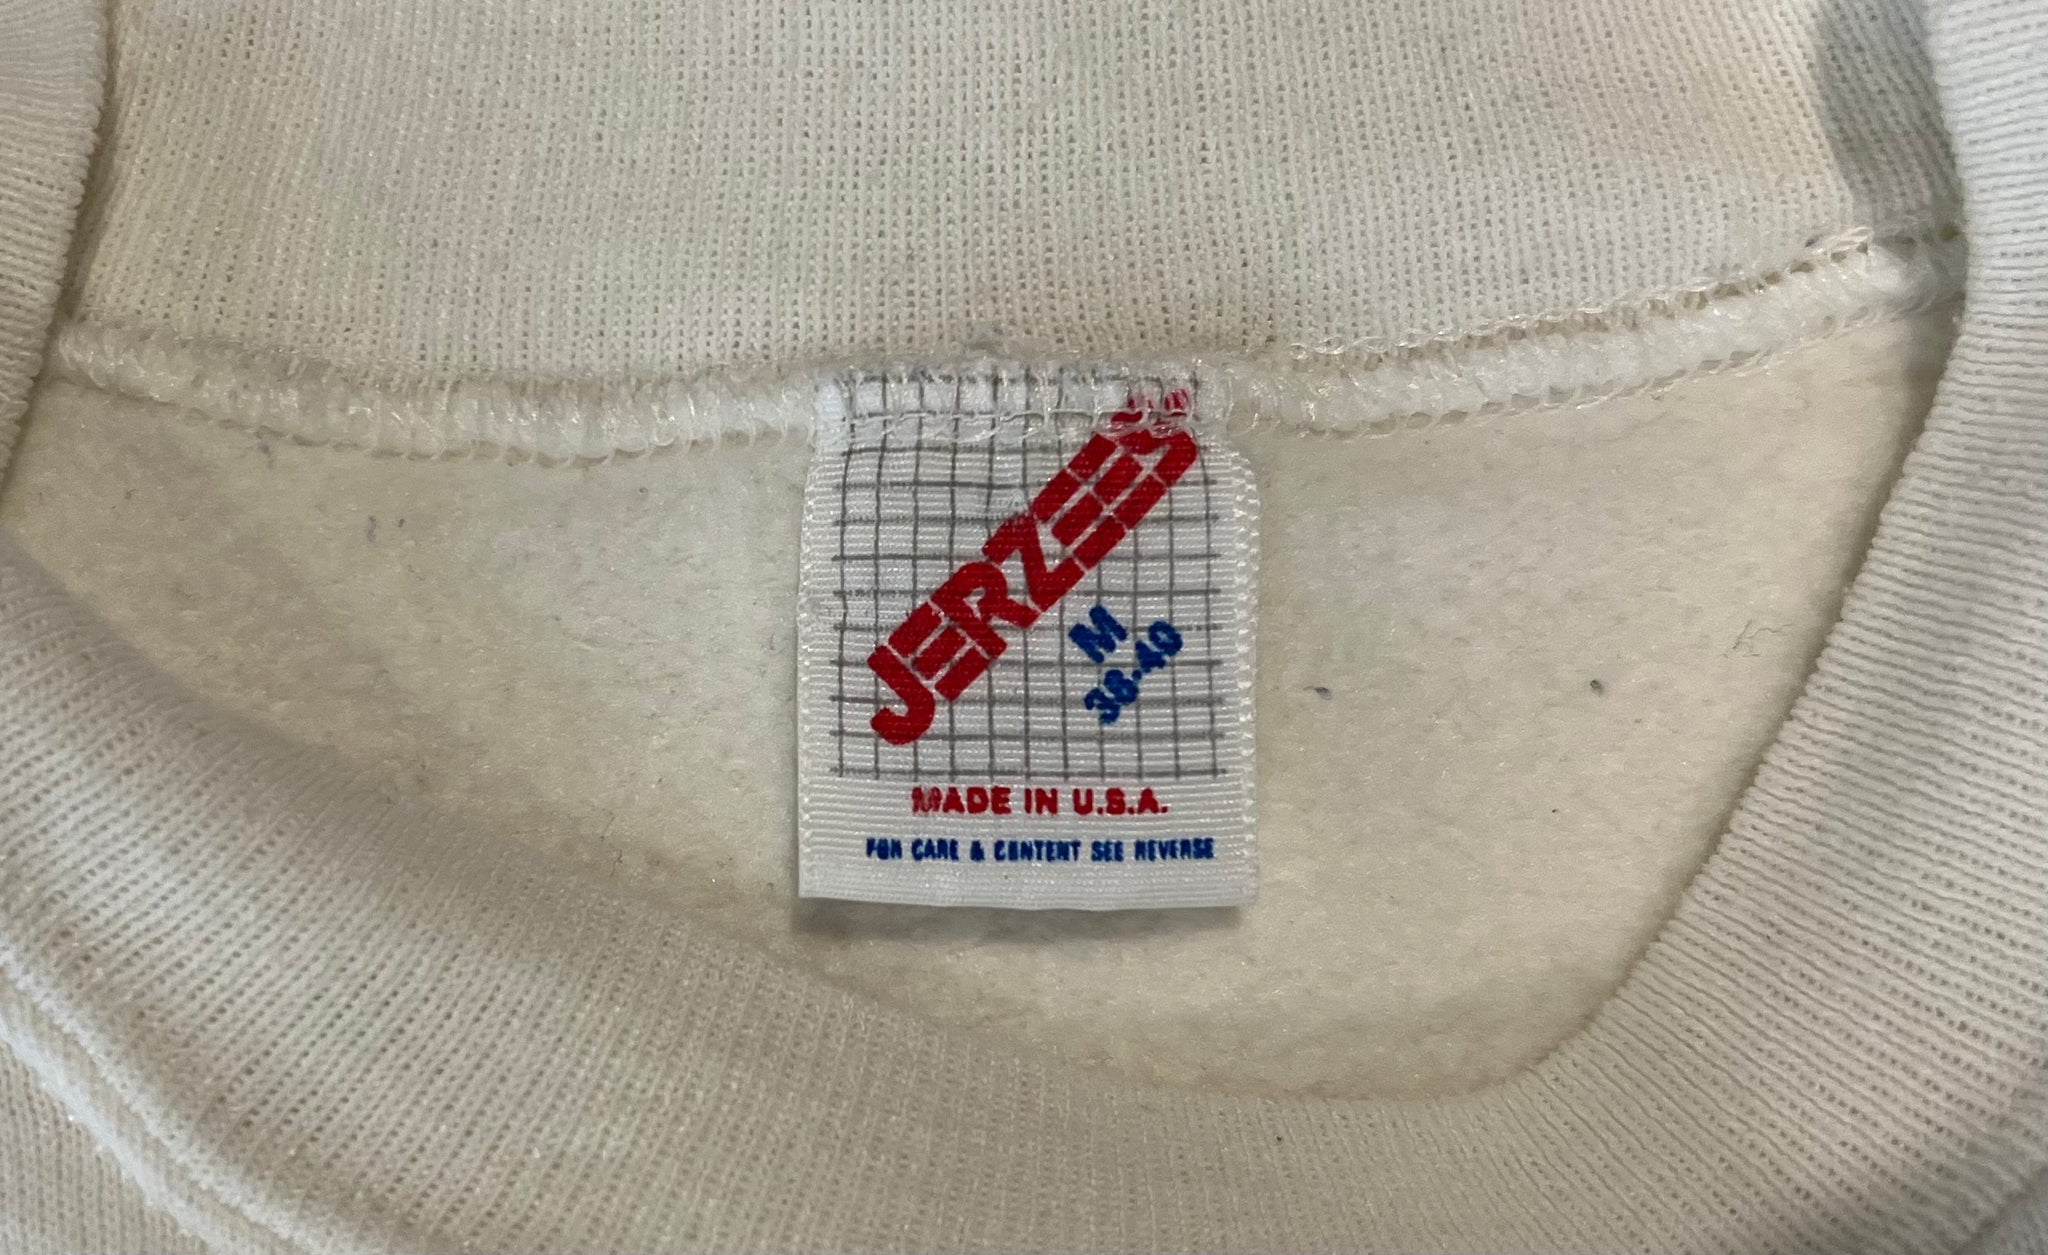 JERZEES
M
38-40
MADE IN U.S.A.
FOR CARE & CONTENT SEE REVERSE